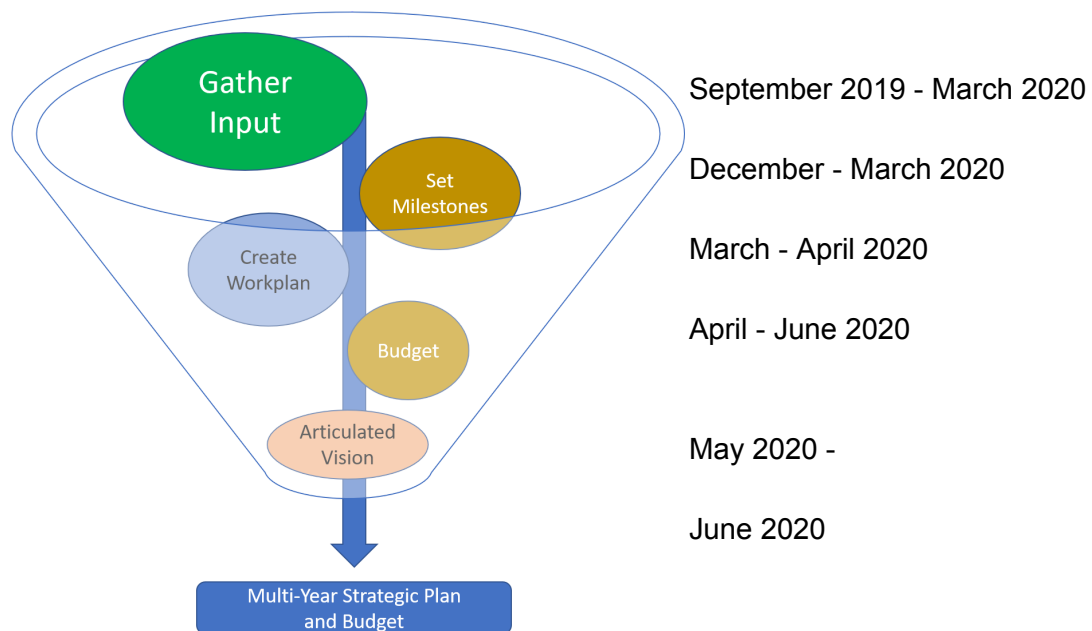 Gather
Input
September 2019 - March 2020
Set
Milestones
December - March 2020
Create
Workplan
March - April 2020
Budget
April - June 2020
Articulated
Vision
May 2020 -
June 2020
Multi-Year Strategic Plan
and Budget